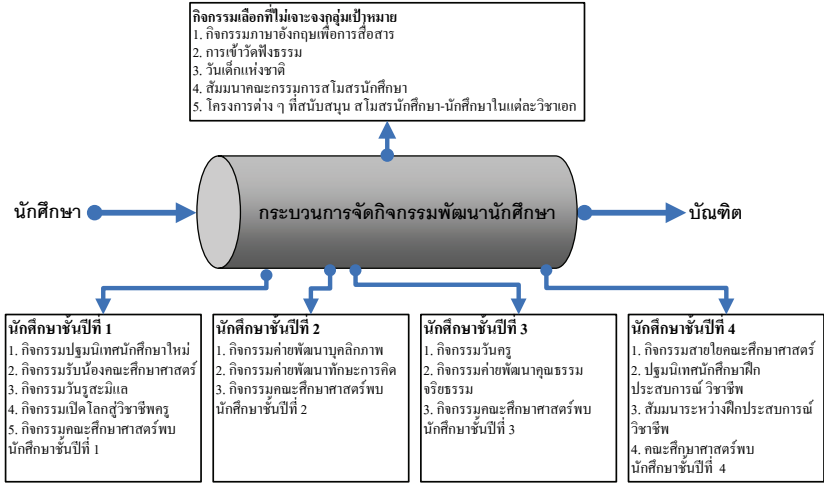 กิจกรรมเลือกที่ไม่เจาะจงกลุ่มเป้าหมาย
1. กิจกรรมภาษาอังกฤษเพื่อการสื่อสาร
2. การเข้าวัดฟังธรรม
3. วันเด็กแห่งชาติ
4. สัมมนาคณะกรรมการสโมสรนักศึกษา
5. โครงการต่าง ๆ ที่สนับสนุน สโมสรนักศึกษา-นักศึกษาในแต่ละวิชาเอก
นักศึกษา
กระบวนการจัดกิจกรรมพัฒนานักศึกษา
บัณฑิต
นักศึกษาชั้นปีที่ 1
1. กิจกรรมปฐมนิเทศนักศึกษาใหม่
2. กิจกรรมรับน้องคณะศึกษาศาสตร์
3. กิจกรรมวันรูสะมิแล
4. กิจกรรมเปิดโลกสู่วิชาชีพครู
5. กิจกรรมคณะศึกษาศาสตร์พบ
นักศึกษาชั้นปีที่ 1
นักศึกษาชั้นปีที่ 2
1. กิจกรรมค่ายพัฒนาบุคลิกภาพ
2. กิจกรรมค่ายพัฒนาทักษะการคิด
3. กิจกรรมคณะศึกษาศาสตร์พบ
นักศึกษาชั้นปีที่ 2
นักศึกษาชั้นปีที่ 3
1. กิจกรรมวันครู
2. กิจกรรมค่ายพัฒนาคุณธรรม
จริยธรรม
3. กิจกรรมคณะศึกษาศาสตร์พบ
นักศึกษาชั้นปีที่ 3
นักศึกษาชั้นปีที่ 4
1. กิจกรรมสายใยคณะศึกษาศาสตร์
2. ปฐมนิเทศนักศึกษาฝึก
ประสบการณ์ วิชาชีพ
3. สัมมนาระหว่างฝึกประสบการณ์
วิชาชีพ
4. คณะศึกษาศาสตร์พบ
นักศึกษาชั้นปีที่ 4